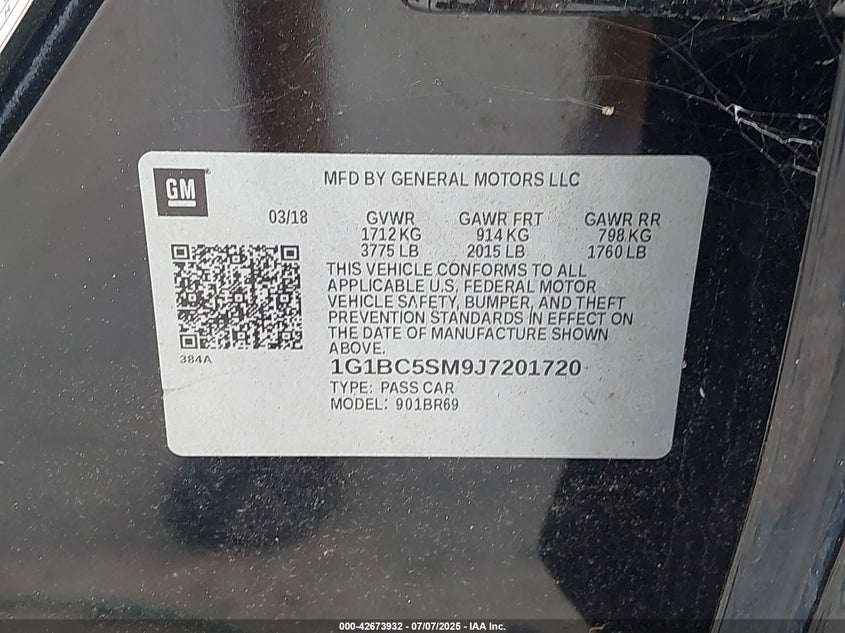 GM
MFD BY GENERAL MOTORS LLC
03/18 GVWR GAWR FRT GAWR RR
1712 KG 914 KG 798 KG
3775 LB 2015 LB 1760 LB
THIS VEHICLE CONFORMS TO ALL
APPLICABLE U.S. FEDERAL MOTOR
VEHICLE SAFETY, BUMPER, AND THEFT
PREVENTION STANDARDS IN EFFECT ON
THE DATE OF MANUFACTURE SHOWN
ABOVE.
384A
1G1BC5SM9J7201720
TYPE: PASS CAR
MODEL: 901BR69
000-42673932 - 07/07/2025 - IAA Inc.